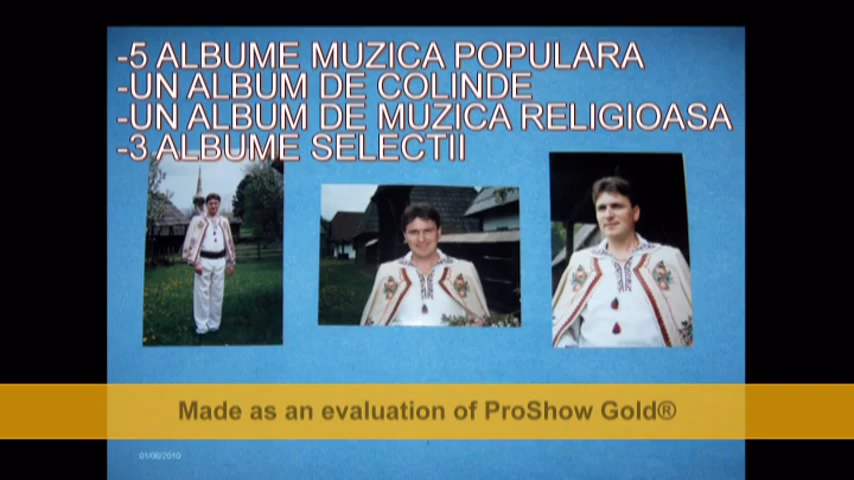 -5 ALBUME MUZICA POPULARA
-UN ALBUM DE COLINDE
-UN ALBUM DE MUZICA RELIGIOASA
-3 ALBUME SELECTII
Made as an evaluation of ProShow Gold®
01/06/2010